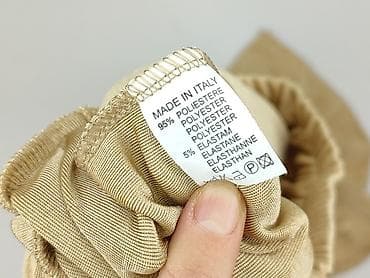 MADE IN ITALY
95% POLIESTERE
POLYESTER
POLYESTER
POLYESTER
5% ELASTAM
ELASTANE
ELASTHANNE
ELASTHAN